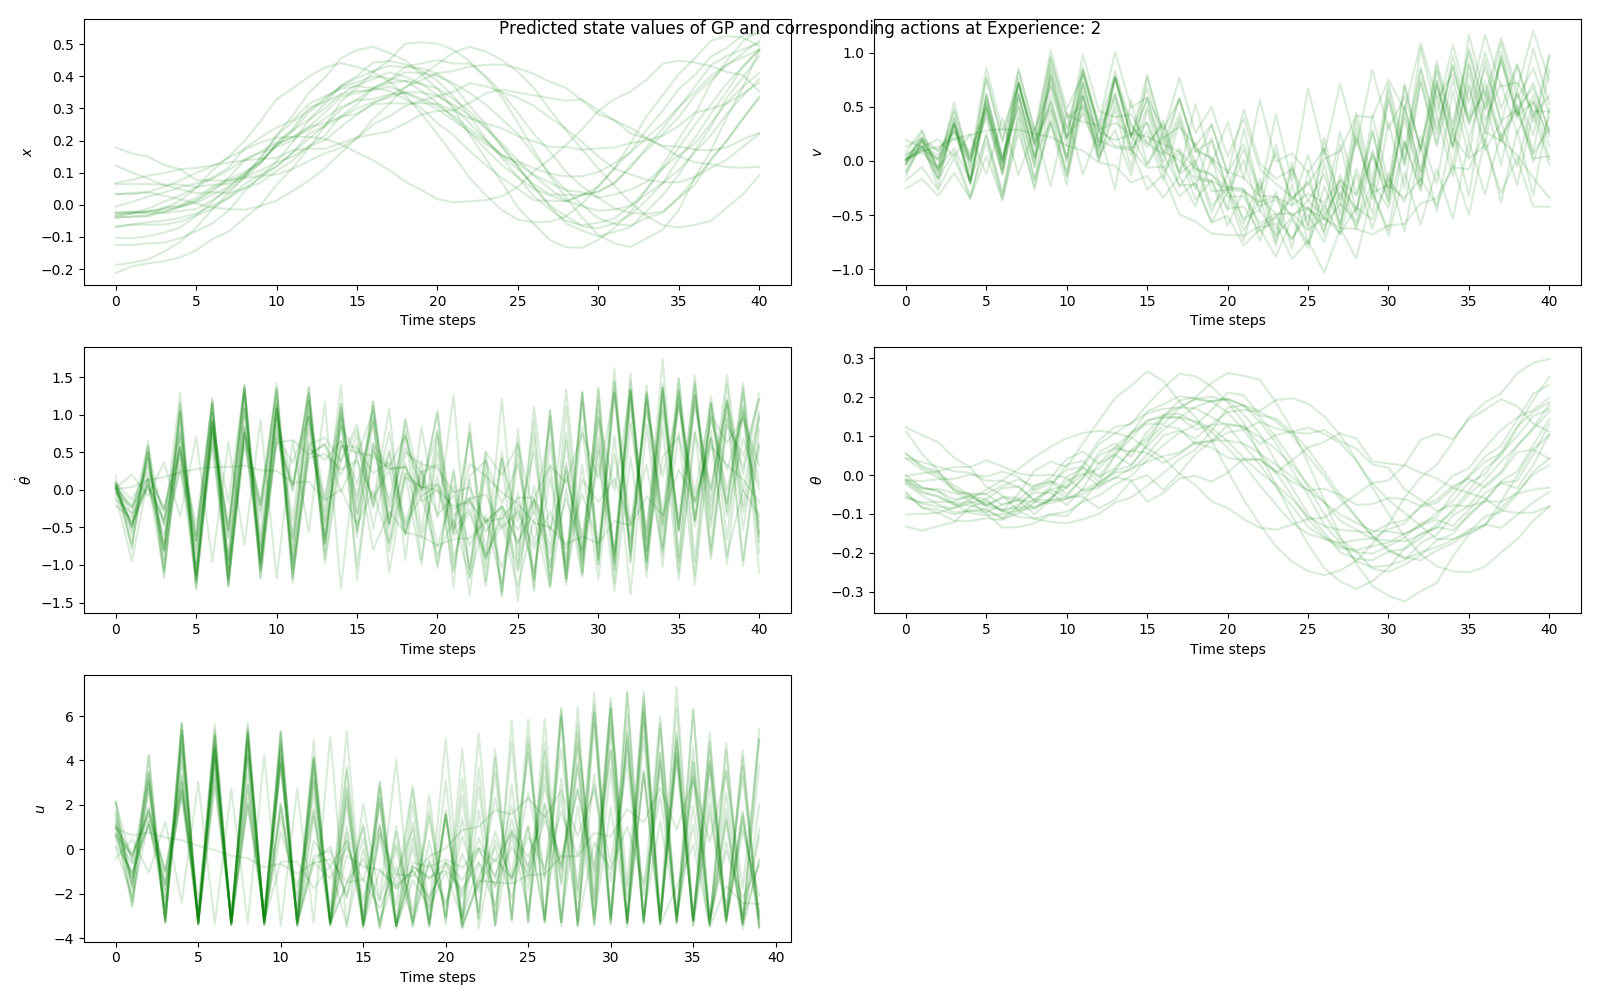 Predicted state values of GP and corresponding actions at Experience: 2
0.5
0.4
0.3
0.2
0.1
0.0
−0.1
−0.2
x
0 5 10 15 20 25 30 35 40
Time steps
1.0
0.5
0.0
−0.5
−1.0
v
0 5 10 15 20 25 30 35 40
Time steps
1.5
1.0
0.5
0.0
−0.5
−1.0
−1.5
θ̇
0 5 10 15 20 25 30 35 40
Time steps
0.3
0.2
0.1
0.0
−0.1
−0.2
−0.3
θ
0 5 10 15 20 25 30 35 40
Time steps
6
4
2
0
−2
−4
u
0 5 10 15 20 25 30 35 40
Time steps